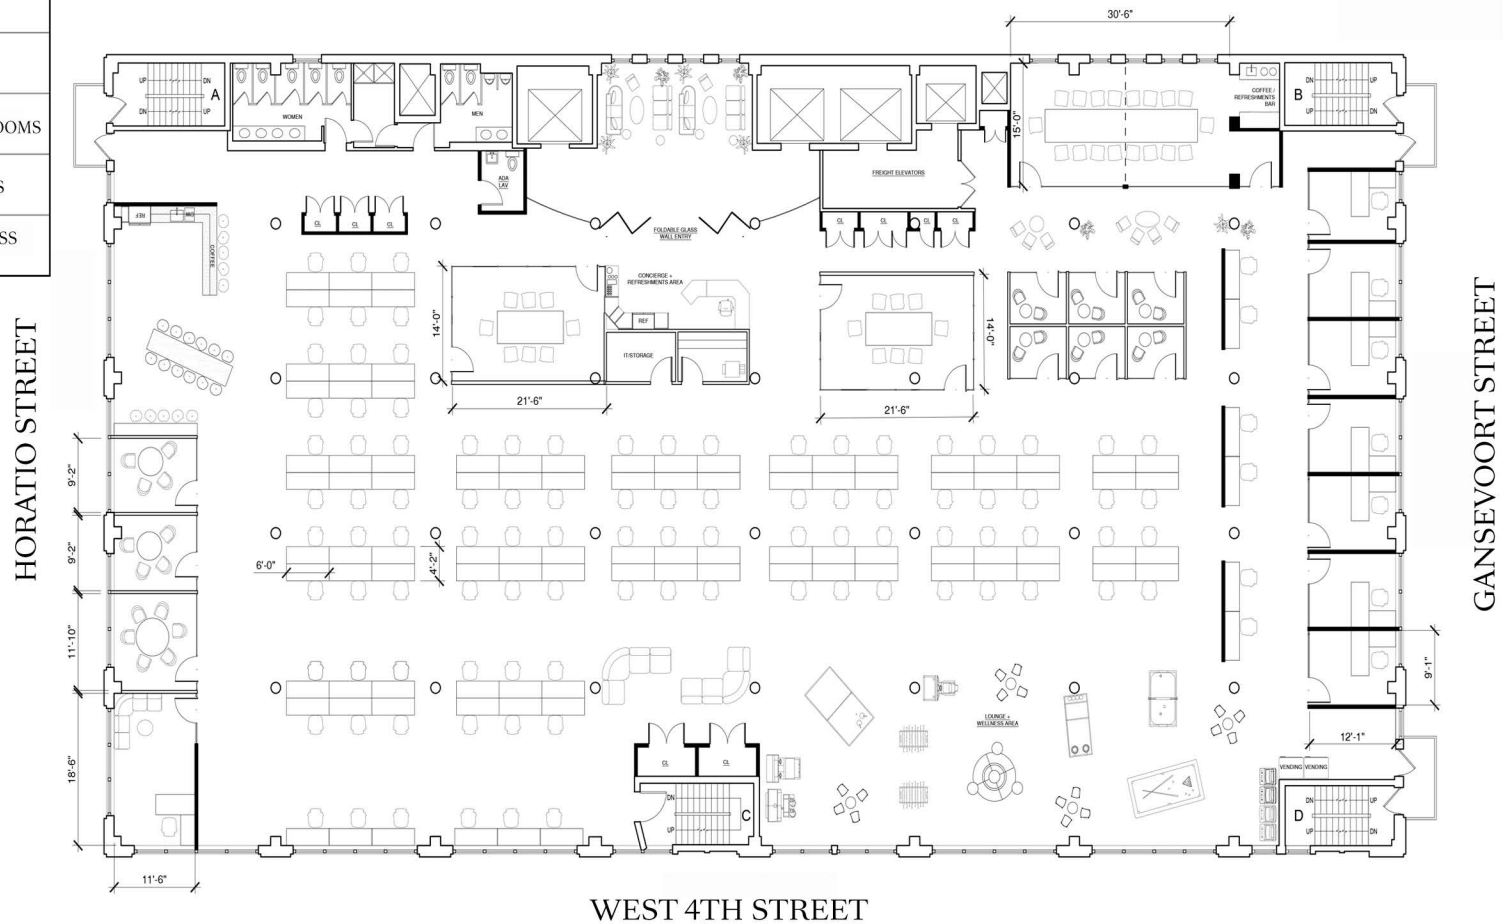 30'-6"
OOMS
S
SS
UP
DN
DN
UP
A
WOMEN
MEN
ADA
LAV
FREIGHT ELEVATORS
15'-0"
COFFEE /
REFRESHMENTS
BAR
B
DN
UP
UP
DN
REF
DW
COFFEE
CL
CL
CL
FOLDABLE GLASS
WALL ENTRY
CL
CL
CL
CL
CONCIERGE +
REFRESHMENTS AREA
REF
IT/STORAGE
14'-0"
14'-0"
21'-6"
21'-6"
HORATIO STREET
GANSEVOORT STREET
9'-2"
9'-2"
6'-0"
4'-2"
11'-10"
18'-6"
11'-6"
9'-1"
12'-1"
LOUNGE +
WELLNESS AREA
CL
CL
DN
UP
C
VENDING
VENDING
D
DN
UP
UP
DN
WEST 4TH STREET